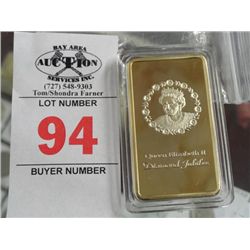 BAY AREA
AUCTION
SERVICES INC.
(727) 548-9303
Tom/Shondra Farner
LOT NUMBER
94
BUYER NUMBER
Queen Elizabeth II
Diamond Jubilee